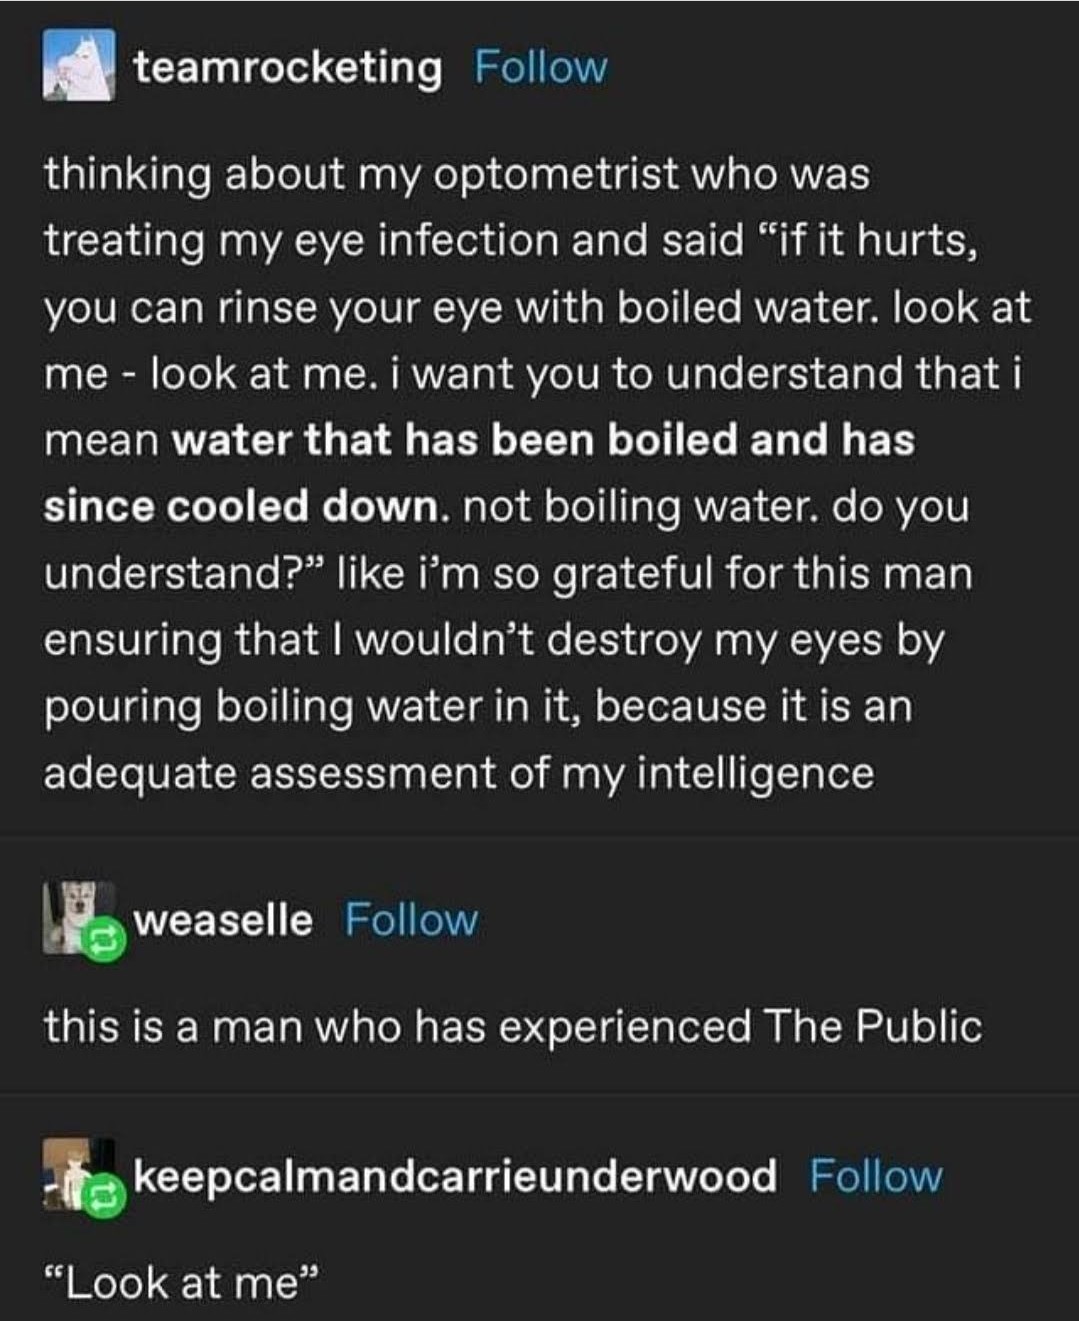 teamrocketing Follow
thinking about my optometrist who was
treating my eye infection and said “if it hurts,
you can rinse your eye with boiled water. look at
me - look at me. i want you to understand that i
mean water that has been boiled and has
since cooled down. not boiling water. do you
understand?” like i’m so grateful for this man
ensuring that I wouldn’t destroy my eyes by
pouring boiling water in it, because it is an
adequate assessment of my intelligence
weaselle Follow
this is a man who has experienced The Public
keepcalmandcarrieunderwood Follow
“Look at me”